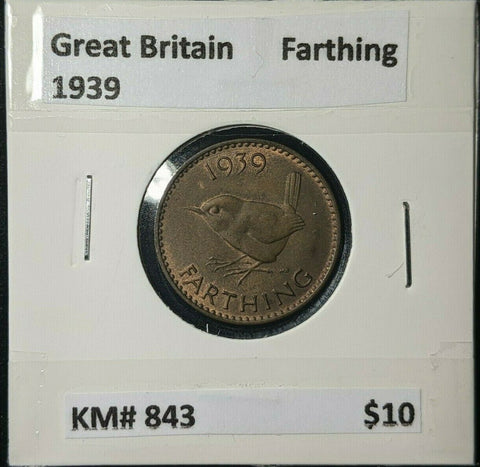 Great Britain Farthing
1939
1939
FARTHING
KM# 843 $10